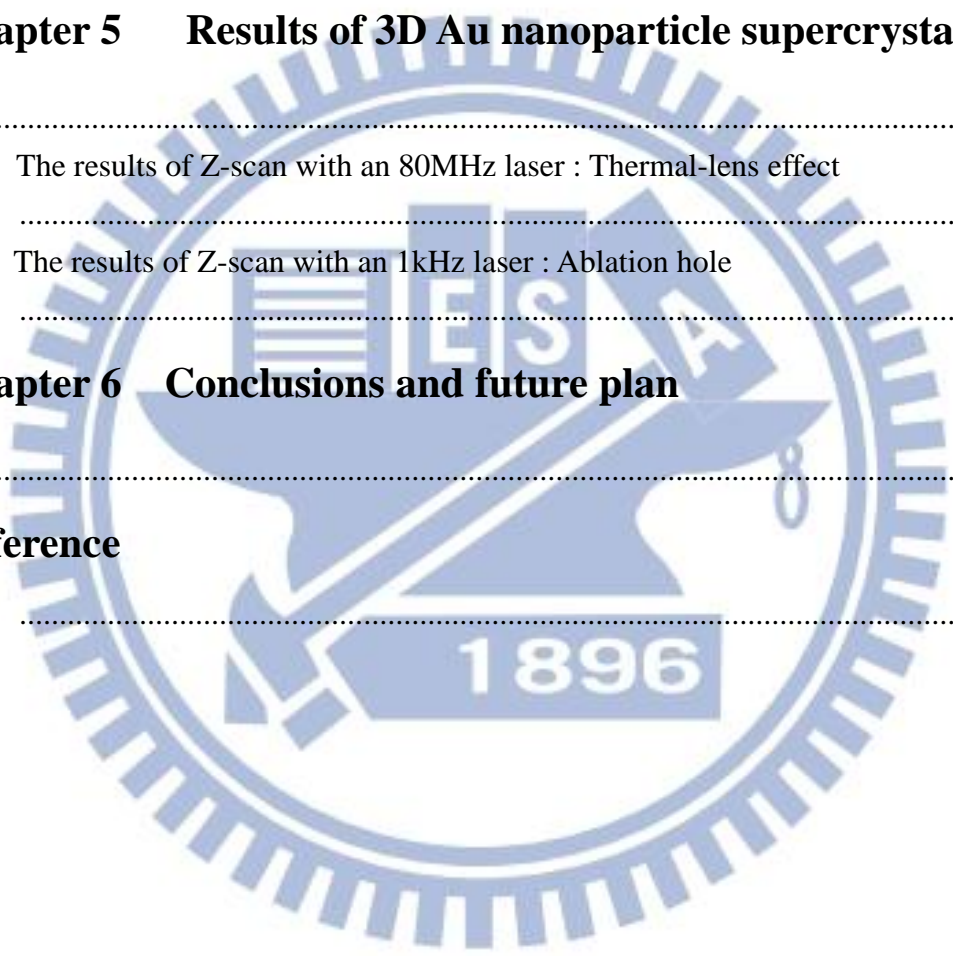 apter 5 Results of 3D Au nanoparticle supercrysta
................................................................................
The results of Z-scan with an 80MHz laser : Thermal-lens effect
................................................................................
The results of Z-scan with an 1kHz laser : Ablation hole
................................................................................
apter 6 Conclusions and future plan
................................................................................
ference
................................................................................
E S A
1896